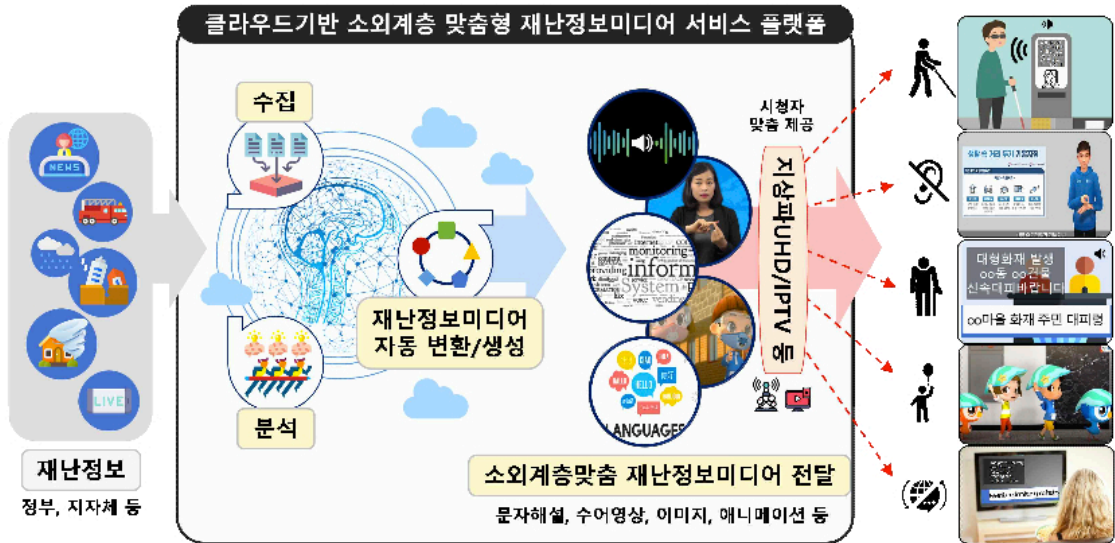 클라우드기반 소외계층 맞춤형 재난정보미디어 서비스 플랫폼
NEWS
LIVE
재난정보
정부, 지자체 등
수집
분석
재난정보미디어
자동 변환/생성
monitoring
inform
System
HELLO
LANGUAGES
시청자
맞춤 제공
지상파UHD/IPTV 등
소외계층맞춤 재난정보미디어 전달
문자해설, 수어영상, 이미지, 애니메이션 등
대형화재 발생
oo동 oo건물
신속대피바랍니다
oo마을 화재 주민 대피령